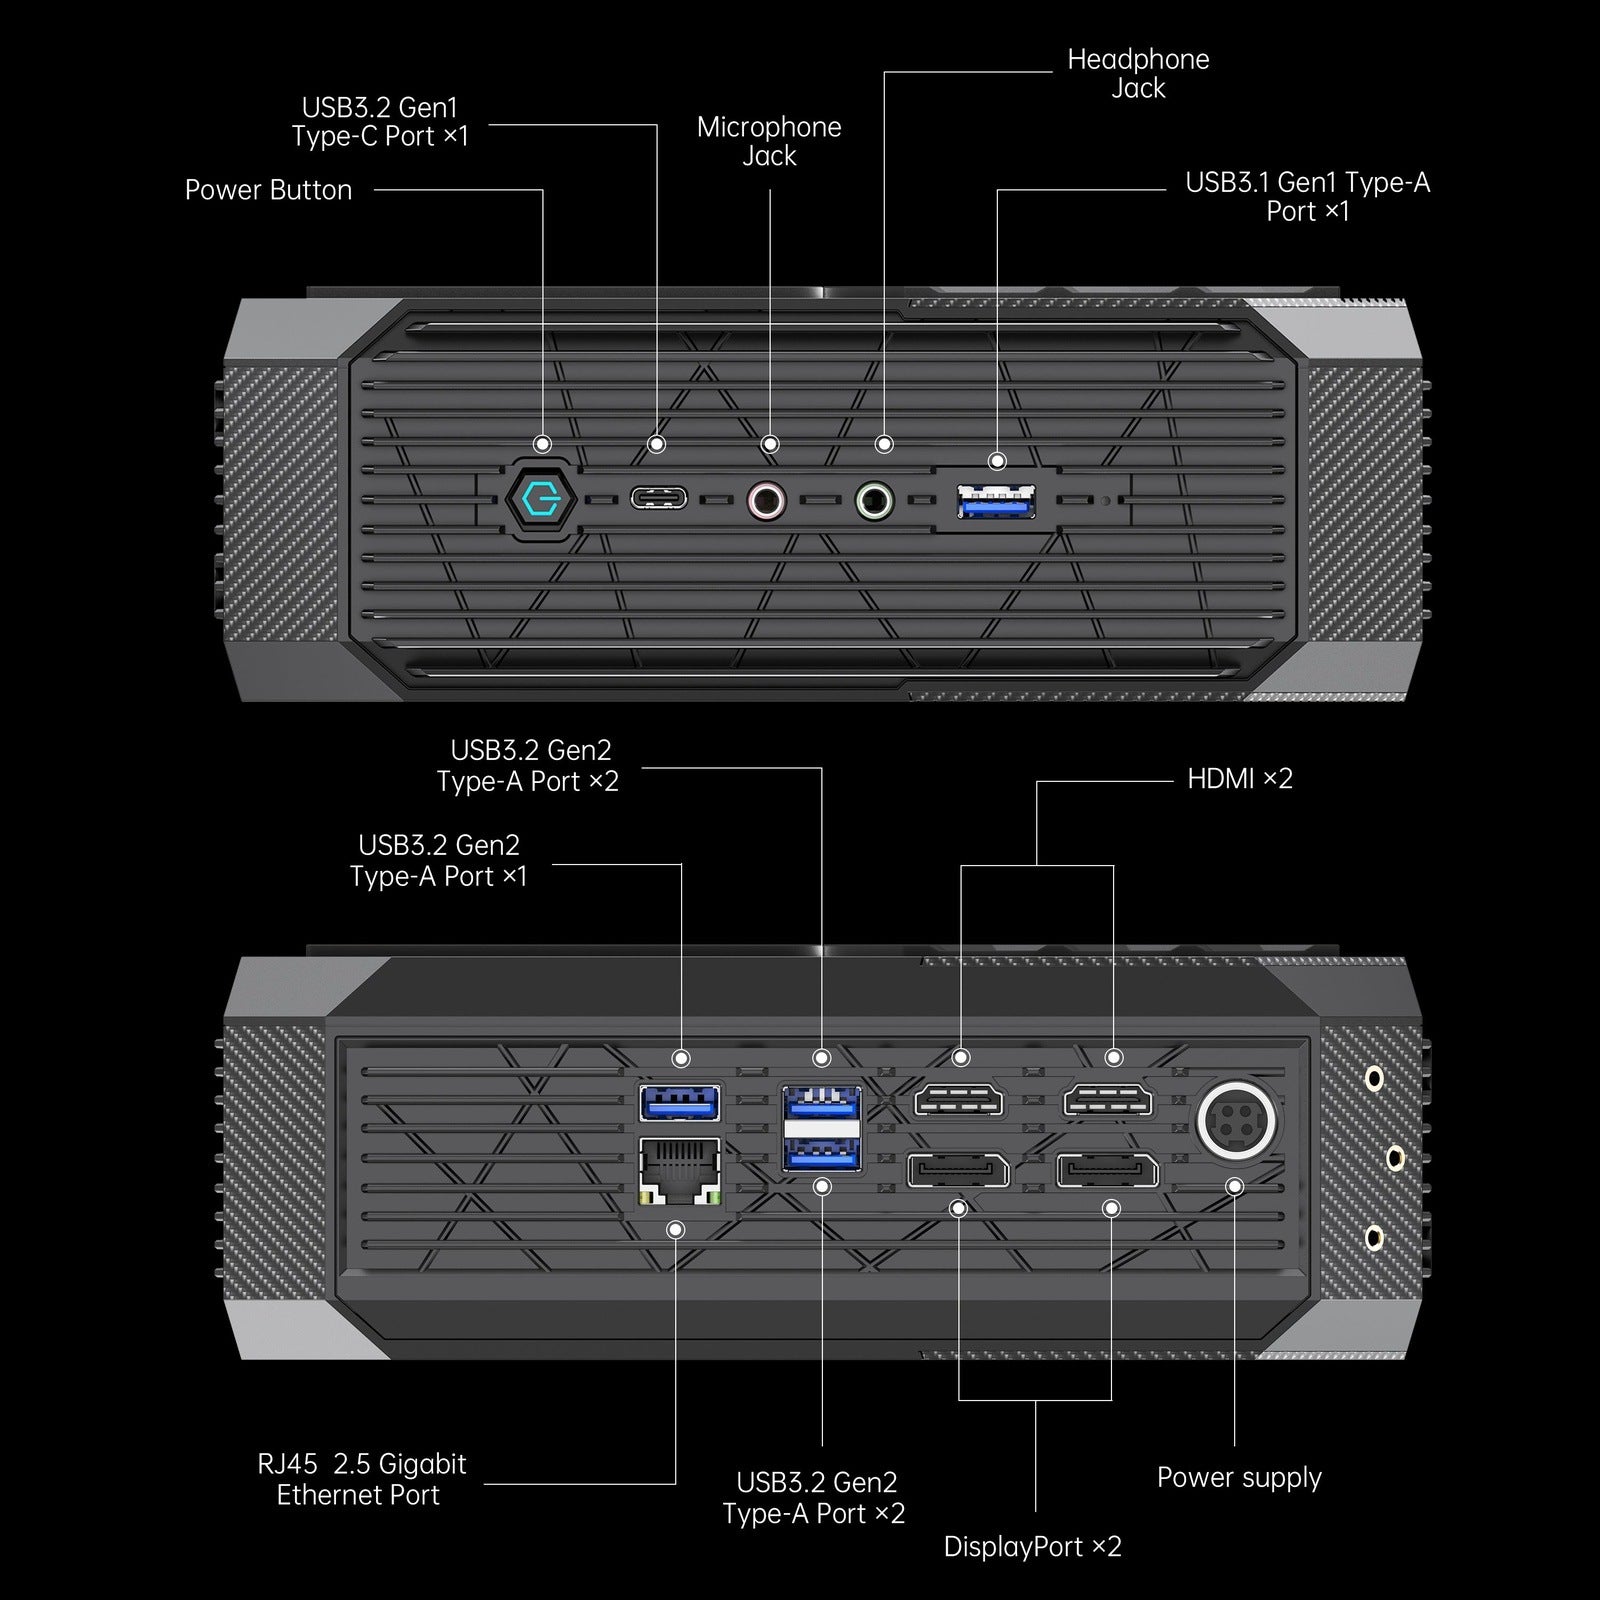 Headphone
Jack
USB3.2 Gen1
Type-C Port ×1
Microphone
Jack
Power Button
USB3.1 Gen1 Type-A
Port ×1
USB3.2 Gen2
Type-A Port ×2
HDMI ×2
USB3.2 Gen2
Type-A Port ×1
RJ45 2.5 Gigabit
Ethernet Port
USB3.2 Gen2
Type-A Port ×2
Power supply
DisplayPort ×2